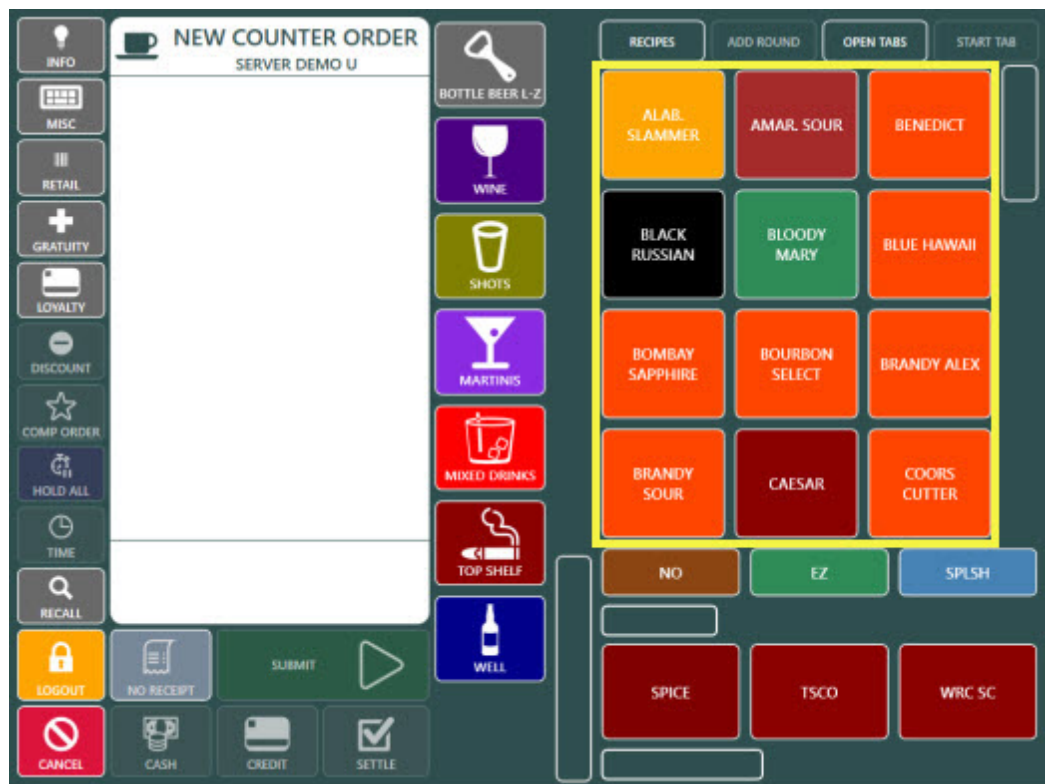 INFO
MISC
RETAIL
GRATUITY
LOYALTY
DISCOUNT
COMP ORDER
HOLD ALL
TIME
RECALL
LOGOUT
CANCEL
NEW COUNTER ORDER
SERVER DEMO U
NO RECEIPT
SUBMIT
CASH
CREDIT
SETTLE
BOTTLE BEER L-Z
WINE
SHOTS
MARTINIS
MIXED DRINKS
TOP SHELF
WELL
RECIPES
ADD ROUND
OPEN TABS
START TAB
ALAB.
SLAMMER
AMAR. SOUR
BENEDICT
BLACK
RUSSIAN
BLOODY
MARY
BLUE HAWAII
BOMBAY
SAPPHIRE
BOURBON
SELECT
BRANDY ALEX
BRANDY
SOUR
CAESAR
COORS
CUTTER
NO
EZ
SPLSH
SPICE
TSCO
WRC SC